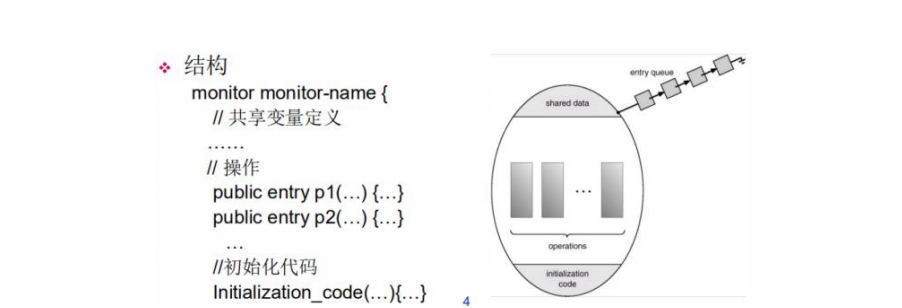 ❖ 结构
monitor monitor-name {
// 共享变量定义
……
// 操作
public entry p1(…) {…}
public entry p2(…) {…}
…
//初始化代码
Initialization_code(…){…}
4
entry queue
shared data
…
operations
initialization
code